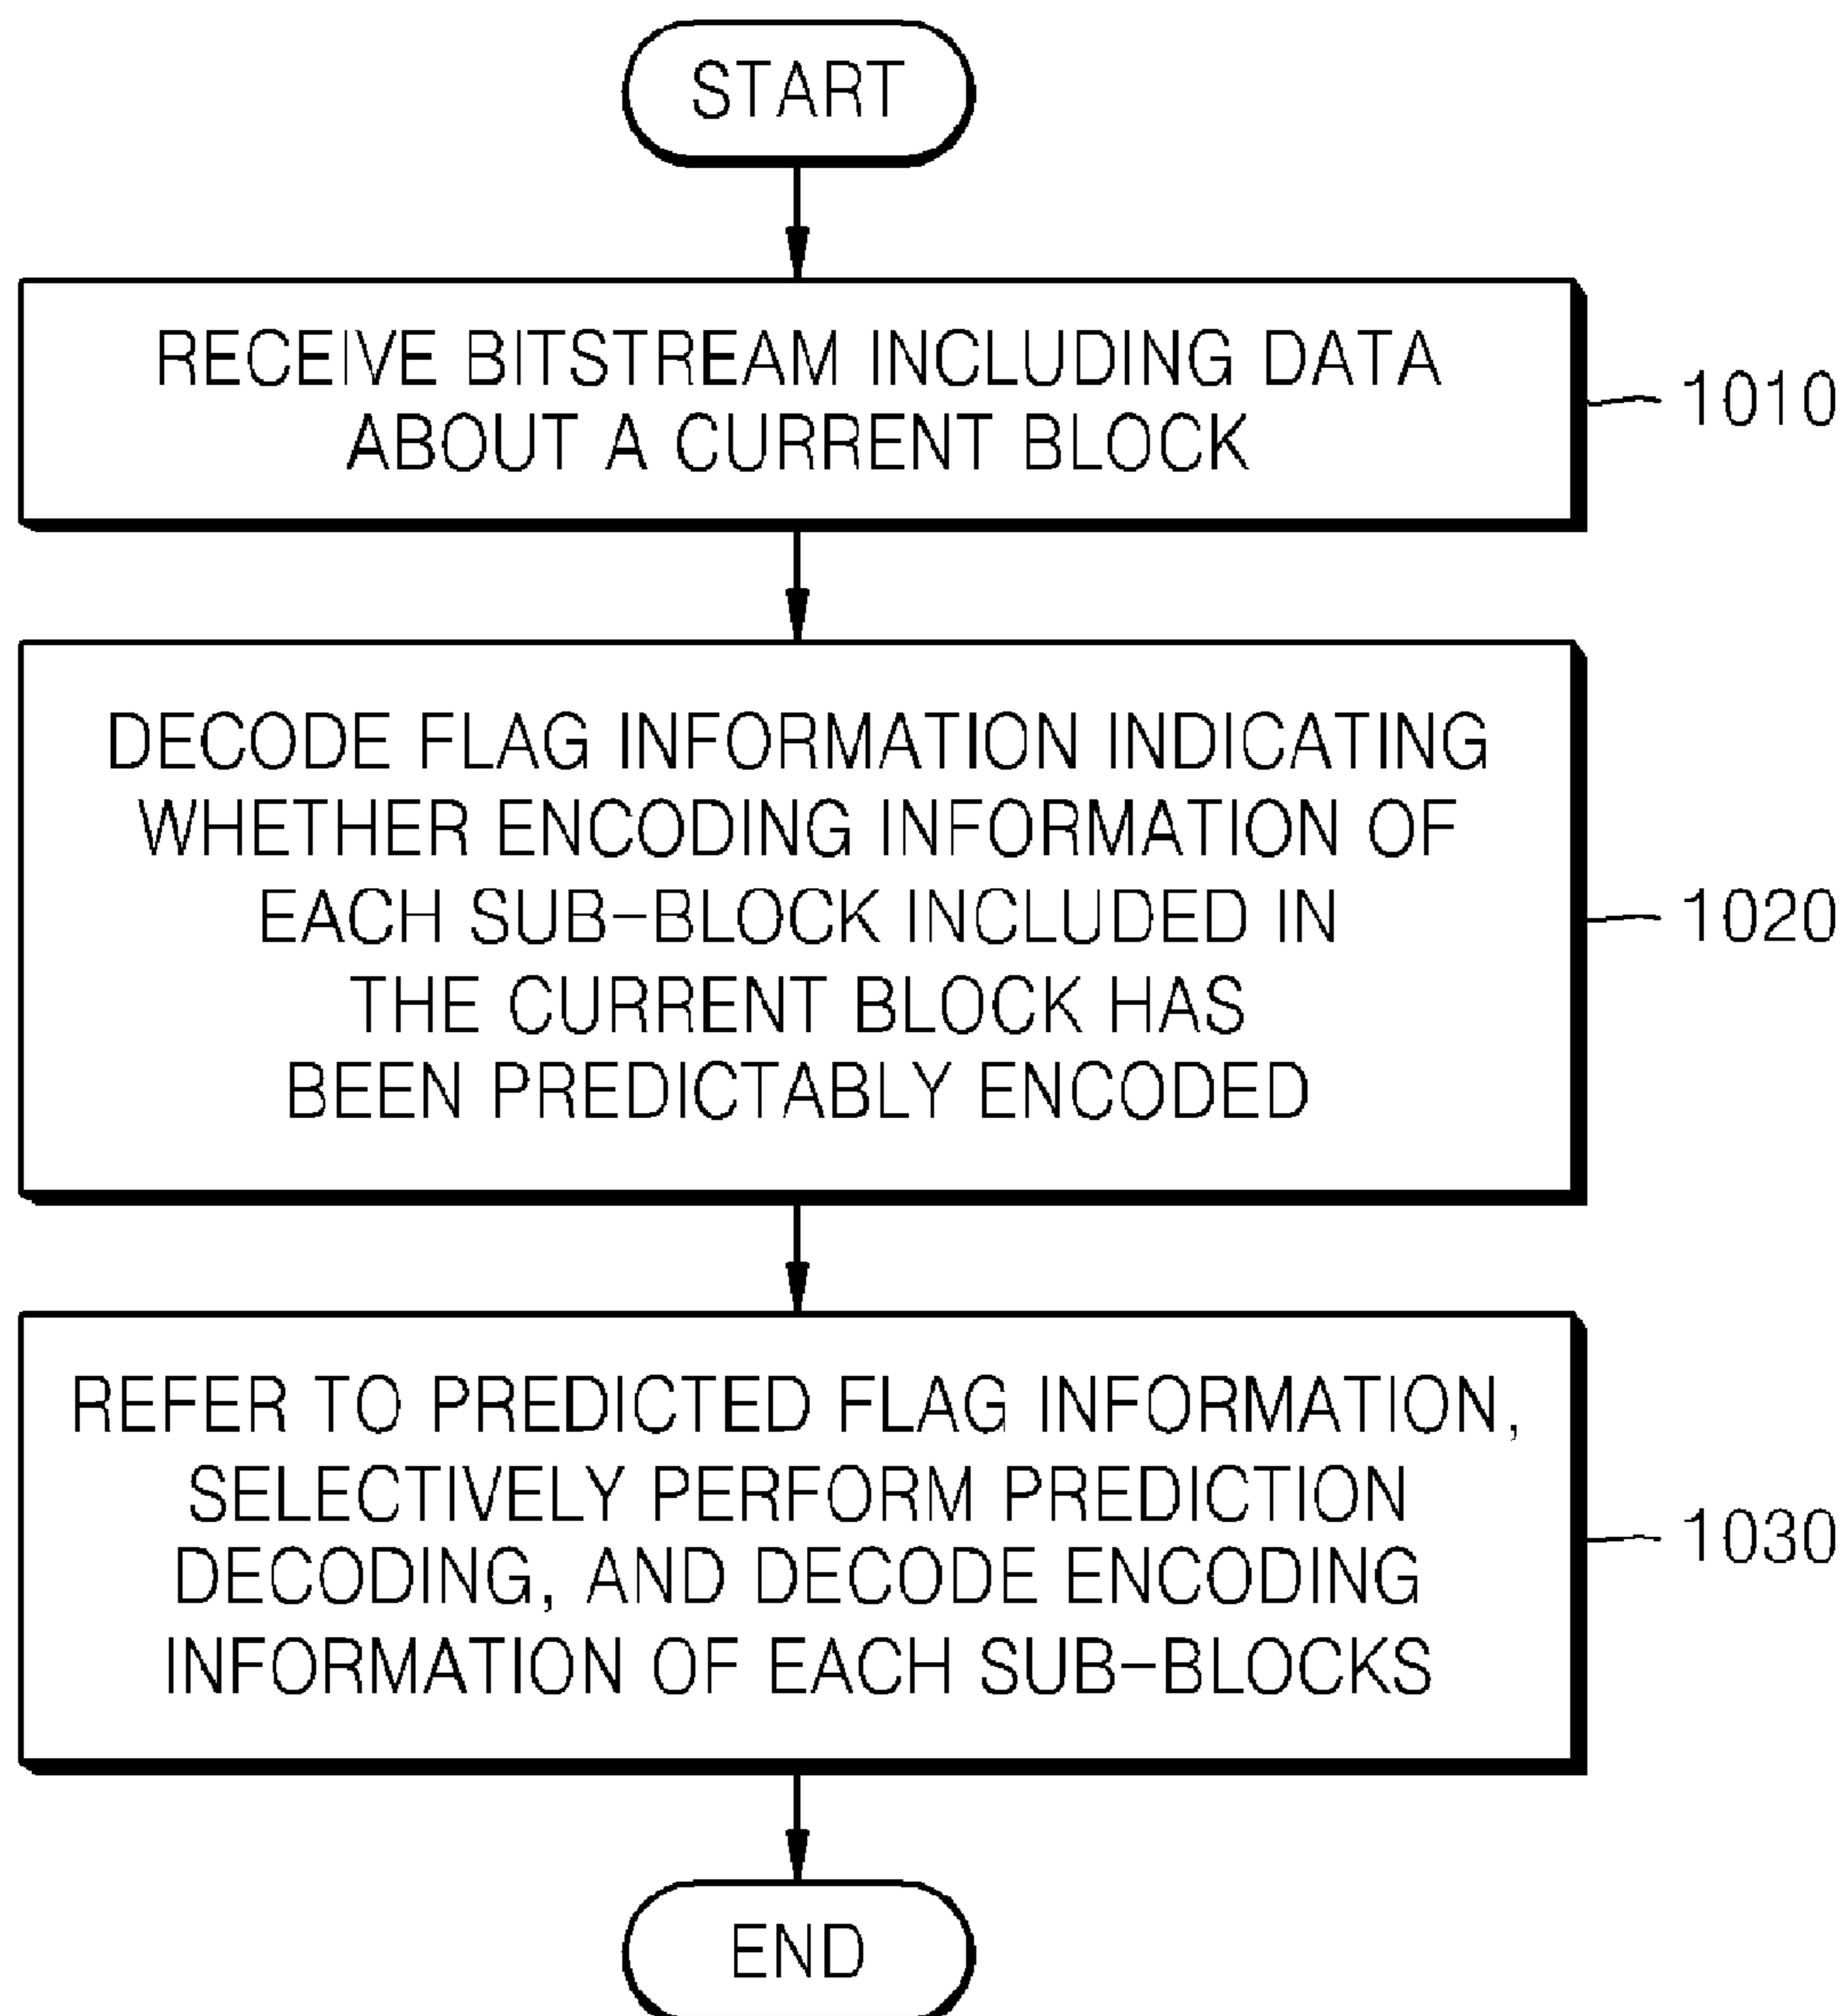 START
RECEIVE BITSTREAM INCLUDING DATA
ABOUT A CURRENT BLOCK
1010
DECODE FLAG INFORMATION INDICATING
WHETHER ENCODING INFORMATION OF
EACH SUB-BLOCK INCLUDED IN
THE CURRENT BLOCK HAS
BEEN PREDICTABLY ENCODED
1020
REFER TO PREDICTED FLAG INFORMATION,
SELECTIVELY PERFORM PREDICTION
DECODING, AND DECODE ENCODING
INFORMATION OF EACH SUB-BLOCKS
1030
END